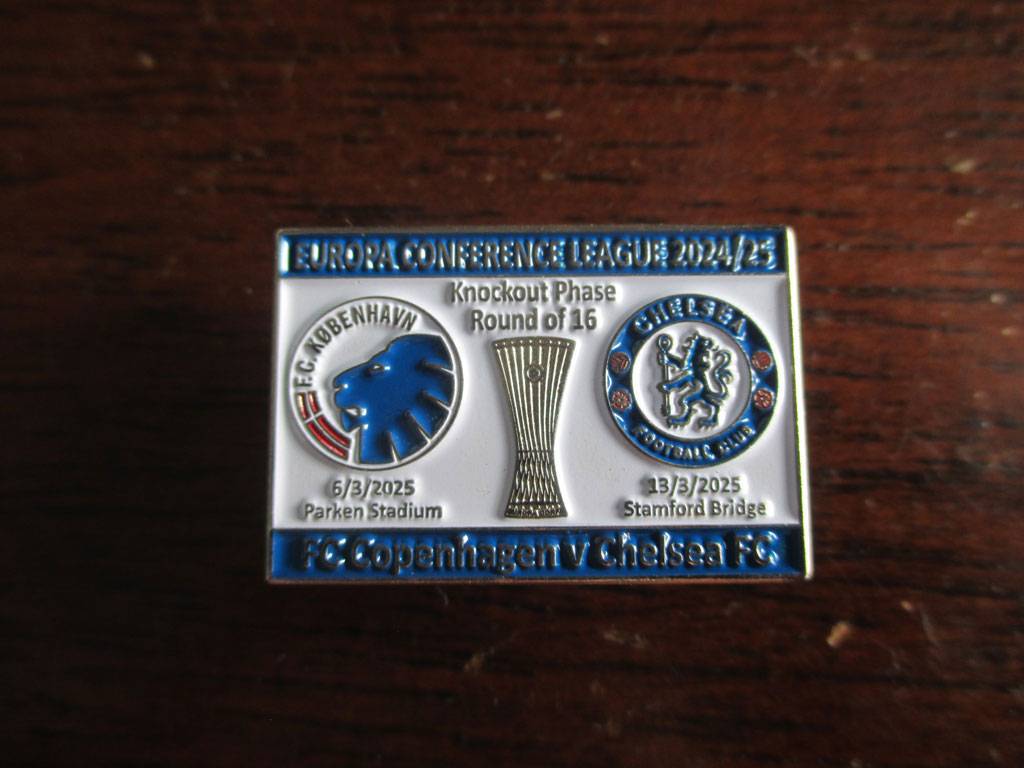 EUROPA CONFERENCE LEAGUE 2024/25
Knockout Phase
Round of 16
F.C. KØBENHAVN
CHELSEA
FOOTBALL CLUB
6/3/2025
Parken Stadium
13/3/2025
Stamford Bridge
FC Copenhagen v Chelsea FC